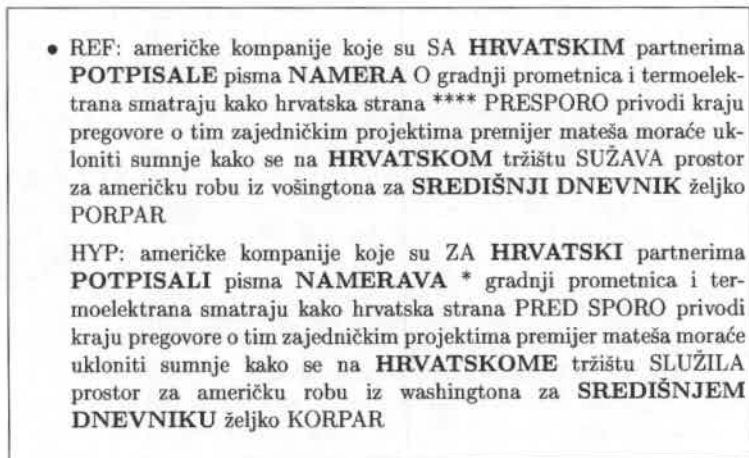 • REF: američke kompanije koje su SA HRVATSKIM partnerima
POTPISALE pisma NAMERA O gradnji prometnica i termoelek-
trana smatraju kako hrvatska strana **** PRESPORO privodi kraju
pregovore o tim zajedničkim projektima premijer mateša moraće uk-
loniti sumnje kako se na HRVATSKOM tržištu SUŽAVA prostor
za američku robu iz vošingtona za SREDIŠNJI DNEVNIK željko
PORPAR
HYP: američke kompanije koje su ZA HRVATSKI partnerima
POTPISALI pisma NAMERAVA * gradnji prometnica i ter-
moelektrana smatraju kako hrvatska strana PRED SPORO privodi
kraju pregovore o tim zajedničkim projektima premijer mateša moraće
ukloniti sumnje kako se na HRVATSKOME tržištu SLUŽILA
prostor za američku robu iz washingtona za SREDIŠNJEM
DNEVNIKU željko KORPAR